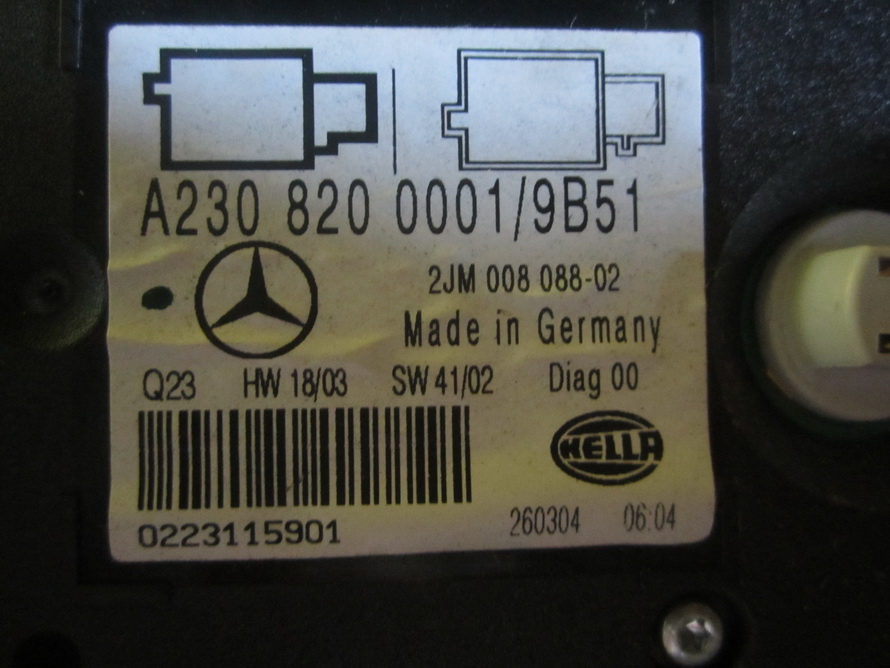 A230 820 0001/9B51
2JM 008 088-02
Made in Germany
Q23 HW 18/03 SW 41/02 Diag 00
HELLA
0223115901 260304 06:04